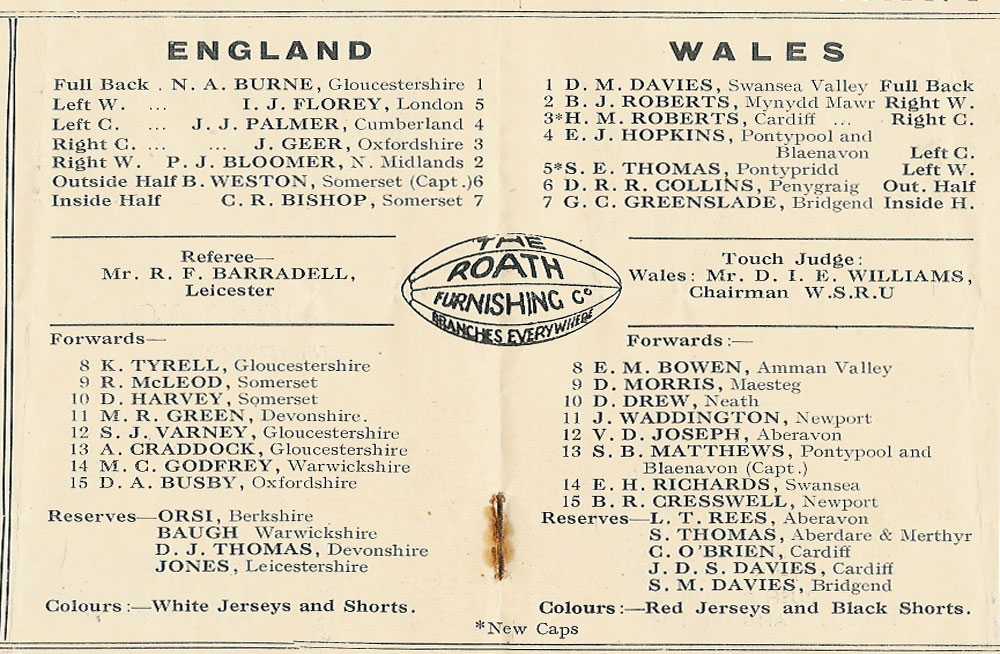 ENGLAND
Full Back . N. A. BURNE, Gloucestershire 1
Left W. ... I. J. FLOREY, London 5
Left C. ... J. J. PALMER, Cumberland 4
Right C. ... ... J. GEER, Oxfordshire 3
Right W. P. J. BLOOMER, N. Midlands 2
Outside Half B. WESTON, Somerset (Capt.)6
Inside Half C. R. BISHOP, Somerset 7
Referee—
Mr. R. F. BARRADELL,
Leicester
Forwards—
8 K. TYRELL, Gloucestershire
9 R. McLEOD, Somerset
10 D. HARVEY, Somerset
11 M. R. GREEN, Devonshire.
12 S. J. VARNEY, Gloucestershire
13 A. CRADDOCK, Gloucestershire
14 M. C. GODFREY, Warwickshire
15 D. A. BUSBY, Oxfordshire
Reserves—ORSI, Berkshire
BAUGH Warwickshire
D. J. THOMAS, Devonshire
JONES, Leicestershire
Colours:—White Jerseys and Shorts.
THE
ROATH
FURNISHING Co
BRANCHES EVERYWHERE
WALES
1 D. M. DAVIES, Swansea Valley Full Back
2 B. J. ROBERTS, Mynydd Mawr Right W.
3*H. M. ROBERTS, Cardiff ... Right C.
4 E. J. HOPKINS, Pontypool and
Blaenavon Left C.
5*S. E. THOMAS, Pontypridd Left W.
6 D. R. R. COLLINS, Penygraig Out. Half
7 G. C. GREENSLADE, Bridgend Inside H.
Touch Judge:
Wales: Mr. D. I. E. WILLIAMS,
Chairman W.S.R.U
Forwards:—
8 E. M. BOWEN, Amman Valley
9 D. MORRIS, Maesteg
10 D. DREW, Neath
11 J. WADDINGTON, Newport
12 V. D. JOSEPH, Aberavon
13 S. B. MATTHEWS, Pontypool and
Blaenavon (Capt.)
14 E. H. RICHARDS, Swansea
15 B. R. CRESSWELL, Newport
Reserves—L. T. REES, Aberavon
S. THOMAS, Aberdare & Merthyr
C. O'BRIEN, Cardiff
J. D. S. DAVIES, Cardiff
S. M. DAVIES, Bridgend
Colours:—Red Jerseys and Black Shorts.
*New Caps